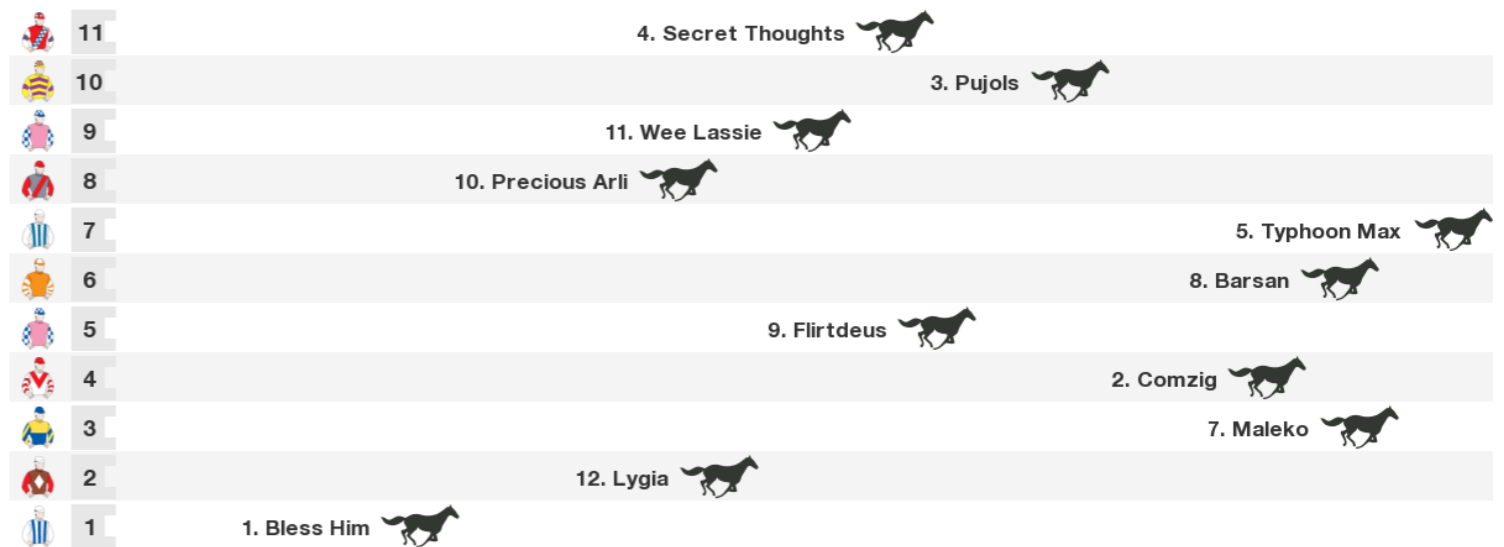 11 4. Secret Thoughts
10 3. Pujols
9 11. Wee Lassie
8 10. Precious Arli
7 5. Typhoon Max
6 8. Barsan
5 9. Flirtdeus
4 2. Comzig
3 7. Maleko
2 12. Lygia
1 1. Bless Him